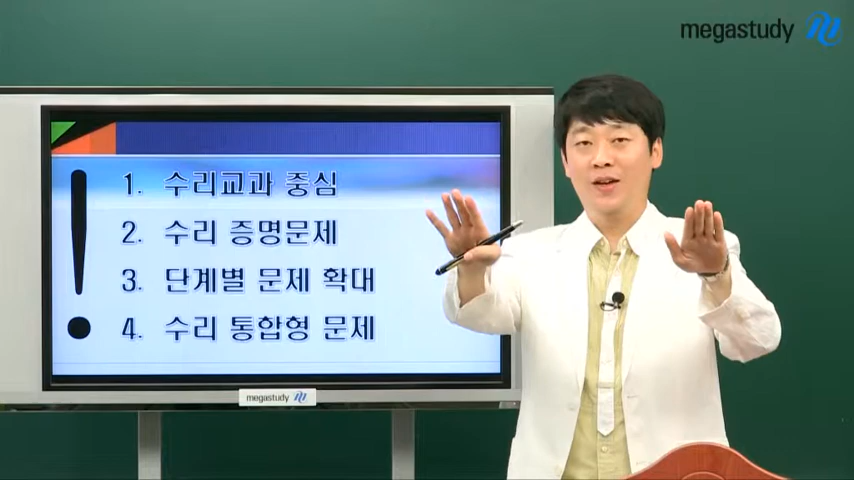 megastudy
! 
1. 수리교과 중심
2. 수리 증명문제
3. 단계별 문제 확대
4. 수리 통합형 문제
megastudy